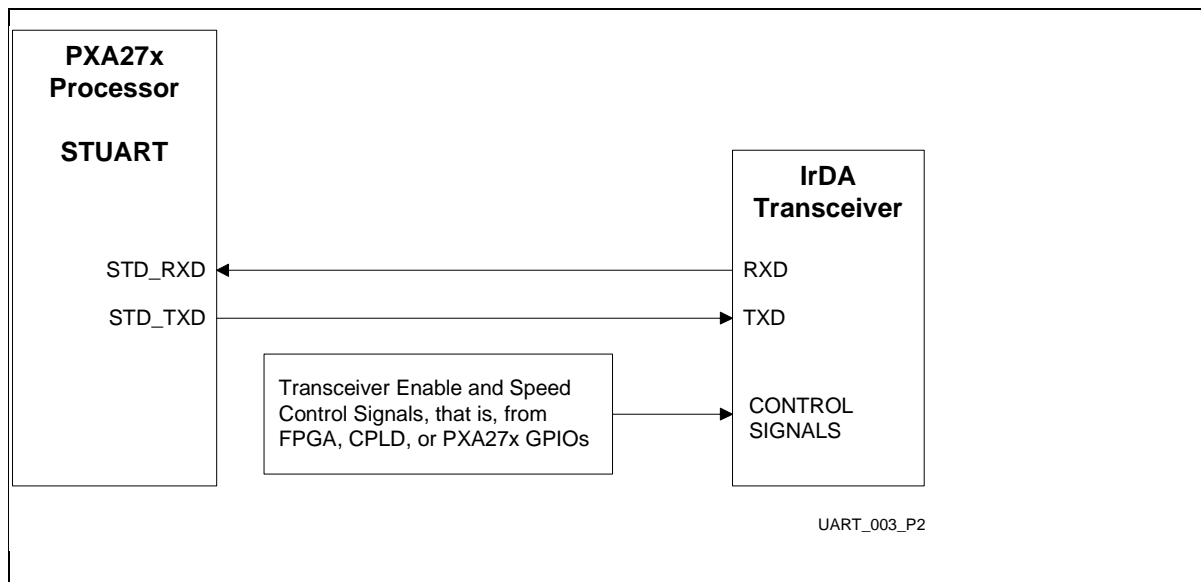 PXA27x
Processor
STUART
IrDA
Transceiver
STD_RXD
RXD
STD_TXD
TXD
Transceiver Enable and Speed
Control Signals, that is, from
FPGA, CPLD, or PXA27x GPIOs
CONTROL
SIGNALS
UART_003_P2